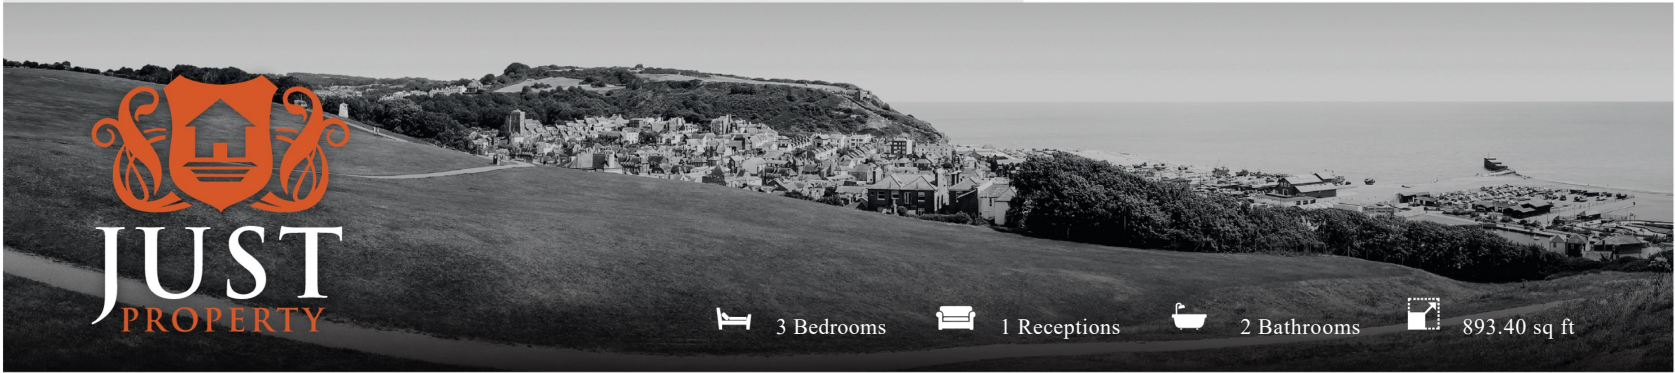 JUST
PROPERTY
3 Bedrooms
1 Receptions
2 Bathrooms
893.40 sq ft